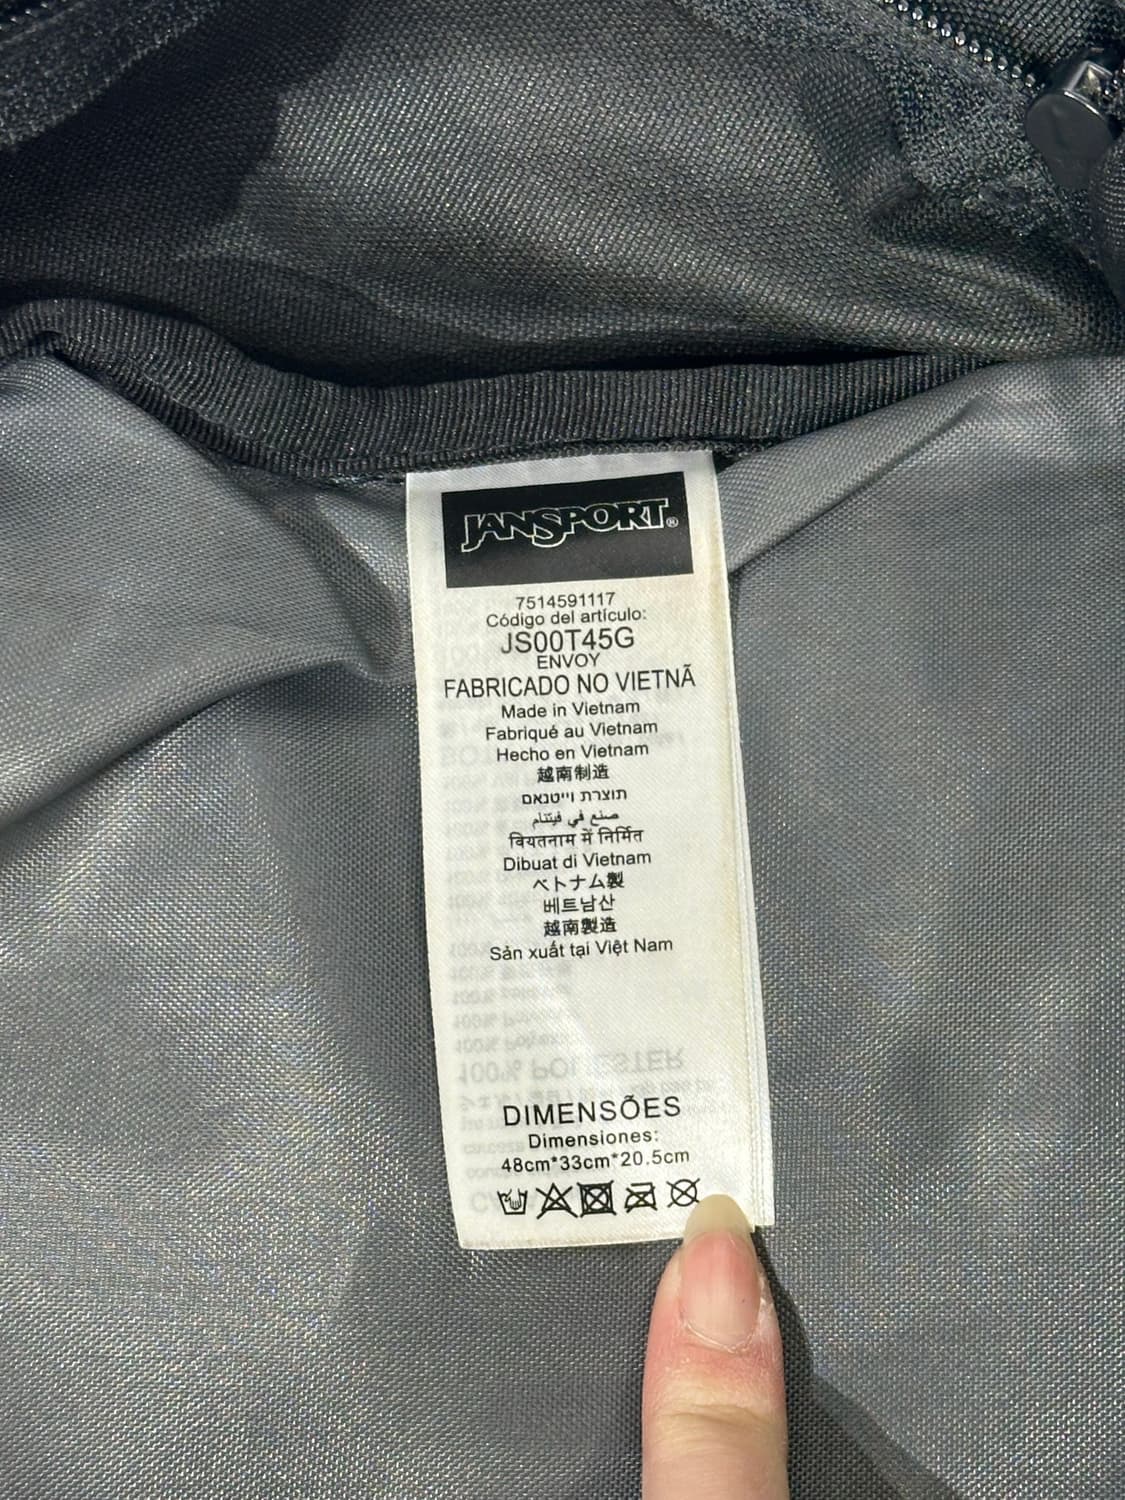 JANSPORT®
7514591117
Código del artículo:
JS00T45G
ENVOY
FABRICADO NO VIETNÃ
Made in Vietnam
Fabriqué au Vietnam
Hecho en Vietnam
越南制造
תוצרת וייטנאם
صنع في فيتنام
वियतनाम में निर्मित
Dibuat di Vietnam
ベトナム製
베트남산
越南製造
Sản xuất tại Việt Nam
100% POLYESTER
DIMENSÕES
Dimensiones:
48cm*33cm*20.5cm